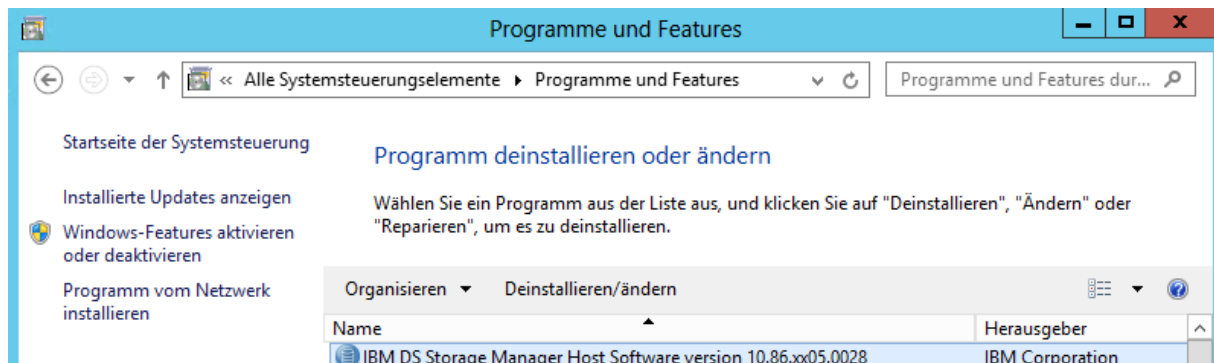 Programme und Features
« Alle Systemsteuerungselemente Programme und Features
Programme und Features dur...
Startseite der Systemsteuerung
Installierte Updates anzeigen
Windows-Features aktivieren
oder deaktivieren
Programm vom Netzwerk
installieren
Programm deinstallieren oder ändern
Wählen Sie ein Programm aus der Liste aus, und klicken Sie auf "Deinstallieren", "Ändern" oder
"Reparieren", um es zu deinstallieren.
Organisieren Deinstallieren/ändern
Name Herausgeber
IBM DS Storage Manager Host Software version 10.86.xx05.0028 IBM Corporation